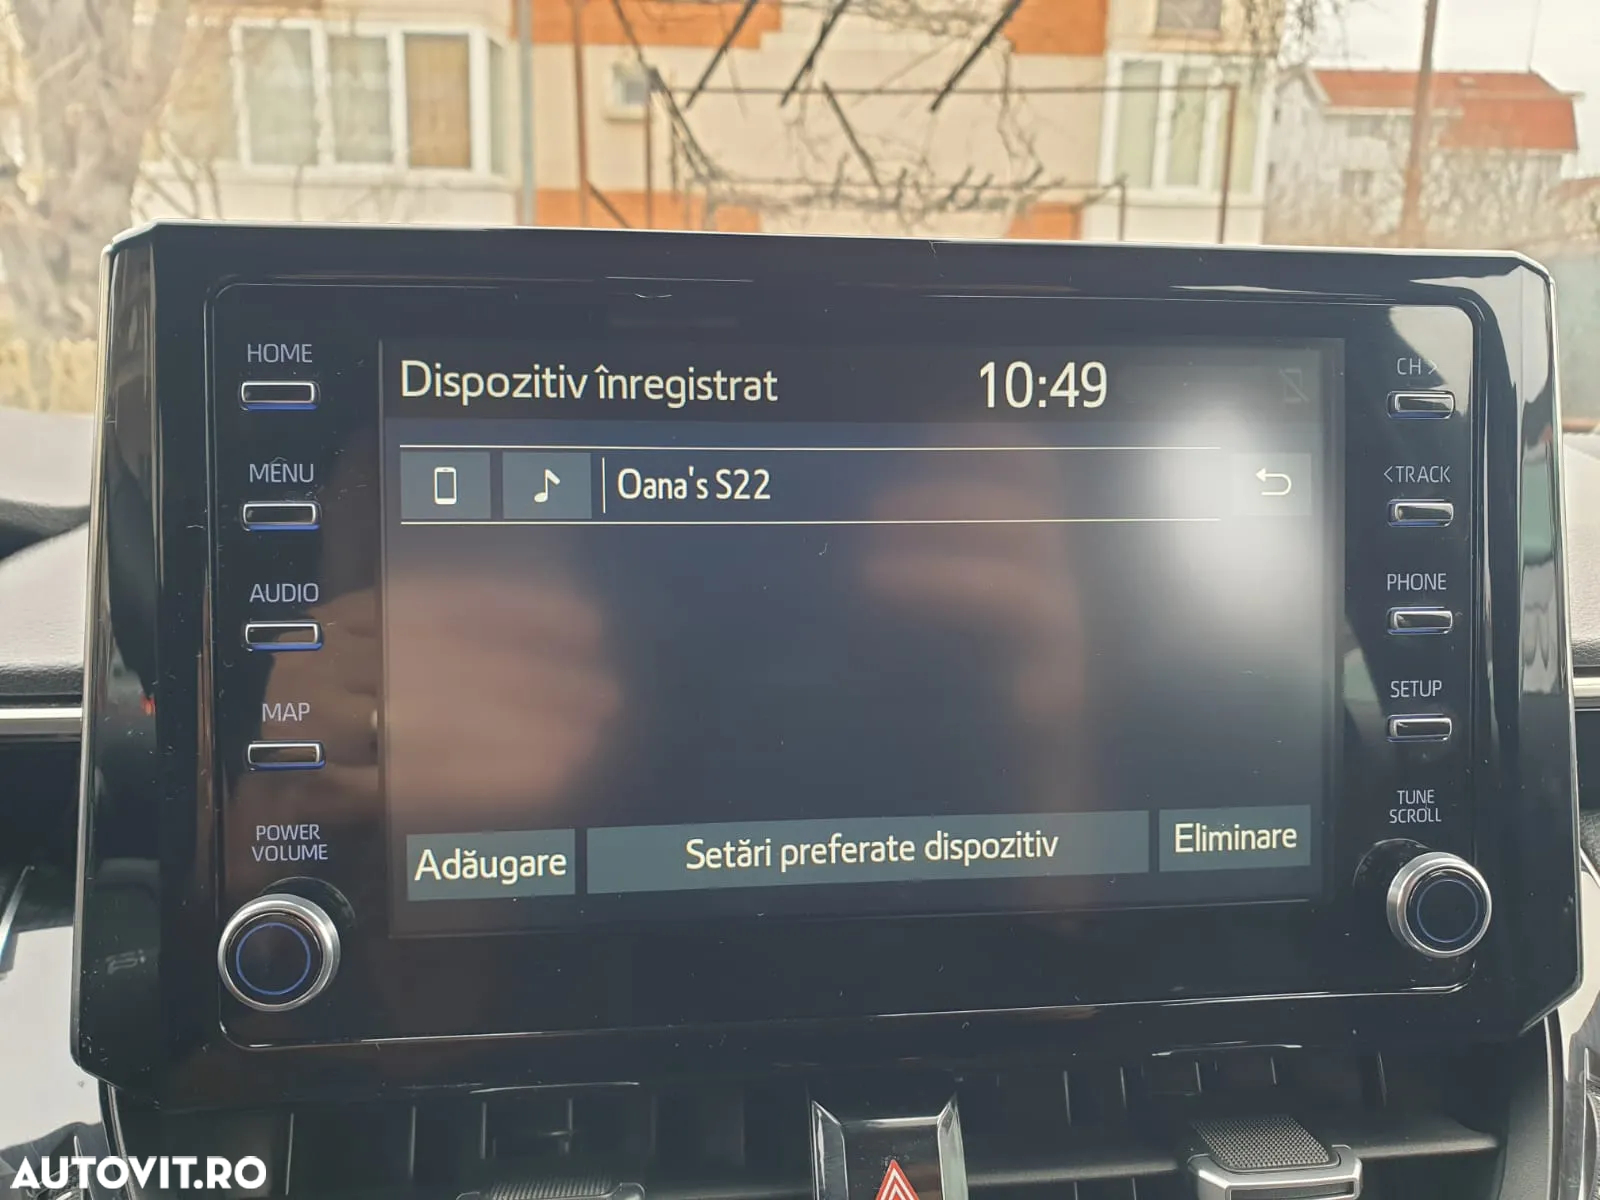 HOME
MENU
AUDIO
MAP
POWER
VOLUME
Dispozitiv înregistrat
10:49
Oana's S22
Adăugare
Setări preferate dispozitiv
Eliminare
CH>
<TRACK
PHONE
SETUP
TUNE
SCROLL
AUTOVIT.RO